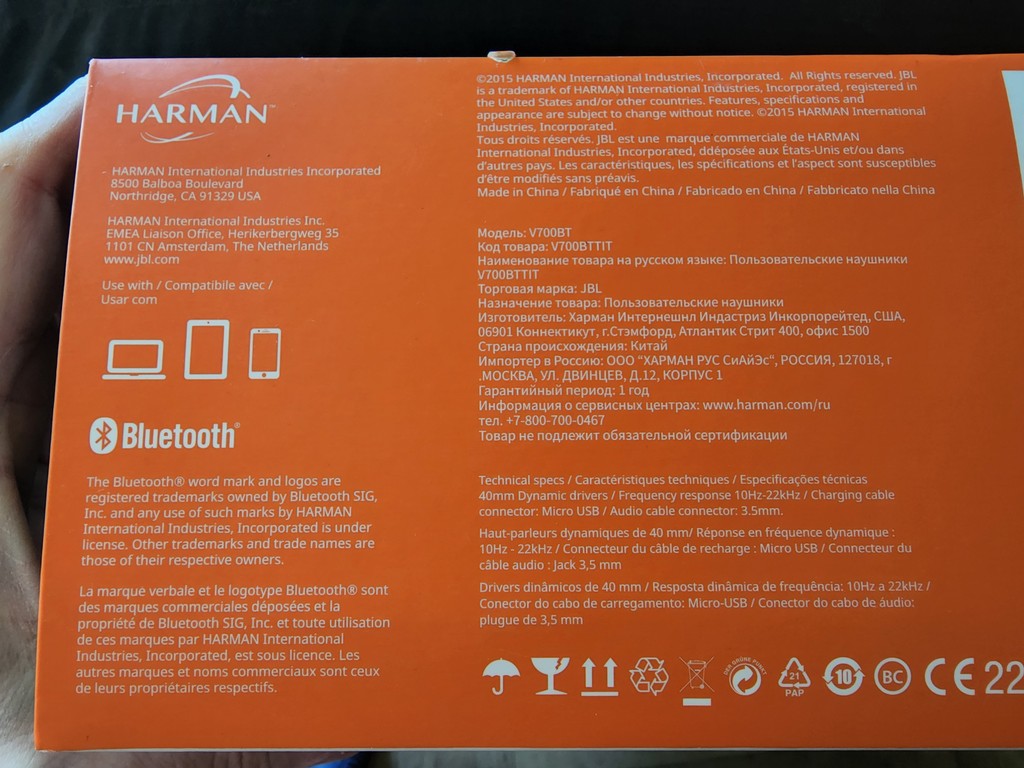 HARMAN™
- HARMAN International Industries Incorporated
8500 Balboa Boulevard
Northridge, CA 91329 USA
HARMAN International Industries Inc.
EMEA Liaison Office, Herikerbergweg 35
1101 CN Amsterdam, The Netherlands
www.jbl.com
Use with / Compatibile avec /
Usar com
Bluetooth®
The Bluetooth® word mark and logos are
registered trademarks owned by Bluetooth SIG,
Inc. and any use of such marks by HARMAN
International Industries, Incorporated is under
license. Other trademarks and trade names are
those of their respective owners.
La marque verbale et le logotype Bluetooth® sont
des marques commerciales déposées et la
propriété de Bluetooth SIG, Inc. et toute utilisation
de ces marques par HARMAN International
Industries, Incorporated, est sous licence. Les
autres marques et noms commerciaux sont ceux
de leurs propriétaires respectifs.
©2015 HARMAN International Industries, Incorporated. All Rights reserved. JBL
is a trademark of HARMAN International Industries, Incorporated, registered in
the United States and/or other countries. Features, specifications and
appearance are subject to change without notice. ©2015 HARMAN International
Industries, Incorporated.
Tous droits réservés. JBL est une marque commerciale de HARMAN
International Industries, Incorporated, ddéposée aux États-Unis et/ou dans
d'autres pays. Les caractéristiques, les spécifications et l'aspect sont susceptibles
d'être modifiés sans préavis.
Made in China / Fabriqué en China / Fabricado en China / Fabbricato nella China
Модель: V700BT
Код товара: V700BTTIT
Наименование товара на русском языке: Пользовательские наушники
V700BTTIT
Торговая марка: JBL
Назначение товара: Пользовательские наушники
Изготовитель: Харман Интернешнл Индастриз Инкорпорейтед, США,
06901 Коннектикут, г.Стэмфорд, Атлантик Стрит 400, офис 1500
Страна происхождения: Китай
Импортер в Россию: ООО "ХАРМАН РУС СиАйЭс", РОССИЯ, 127018, г
.МОСКВА, УЛ. ДВИНЦЕВ, Д.12, КОРПУС 1
Гарантийный период: 1 год
Информация о сервисных центрах: www.harman.com/ru
тел. +7-800-700-0467
Товар не подлежит обязательной сертификации
Technical specs / Caractéristiques techniques / Especificações técnicas
40mm Dynamic drivers / Frequency response 10Hz-22kHz / Charging cable
connector: Micro USB / Audio cable connector: 3.5mm.
Haut-parleurs dynamiques de 40 mm/ Réponse en fréquence dynamique :
10Hz - 22kHz / Connecteur du câble de recharge : Micro USB / Connecteur du
câble audio : Jack 3,5 mm
Drivers dinâmicos de 40 mm / Resposta dinâmica de frequência: 10Hz a 22kHz /
Conector do cabo de carregamento: Micro-USB / Conector do cabo de áudio:
plugue de 3,5 mm
DER GRÜNE PUNKT 21 PAP 10 BC CE 22